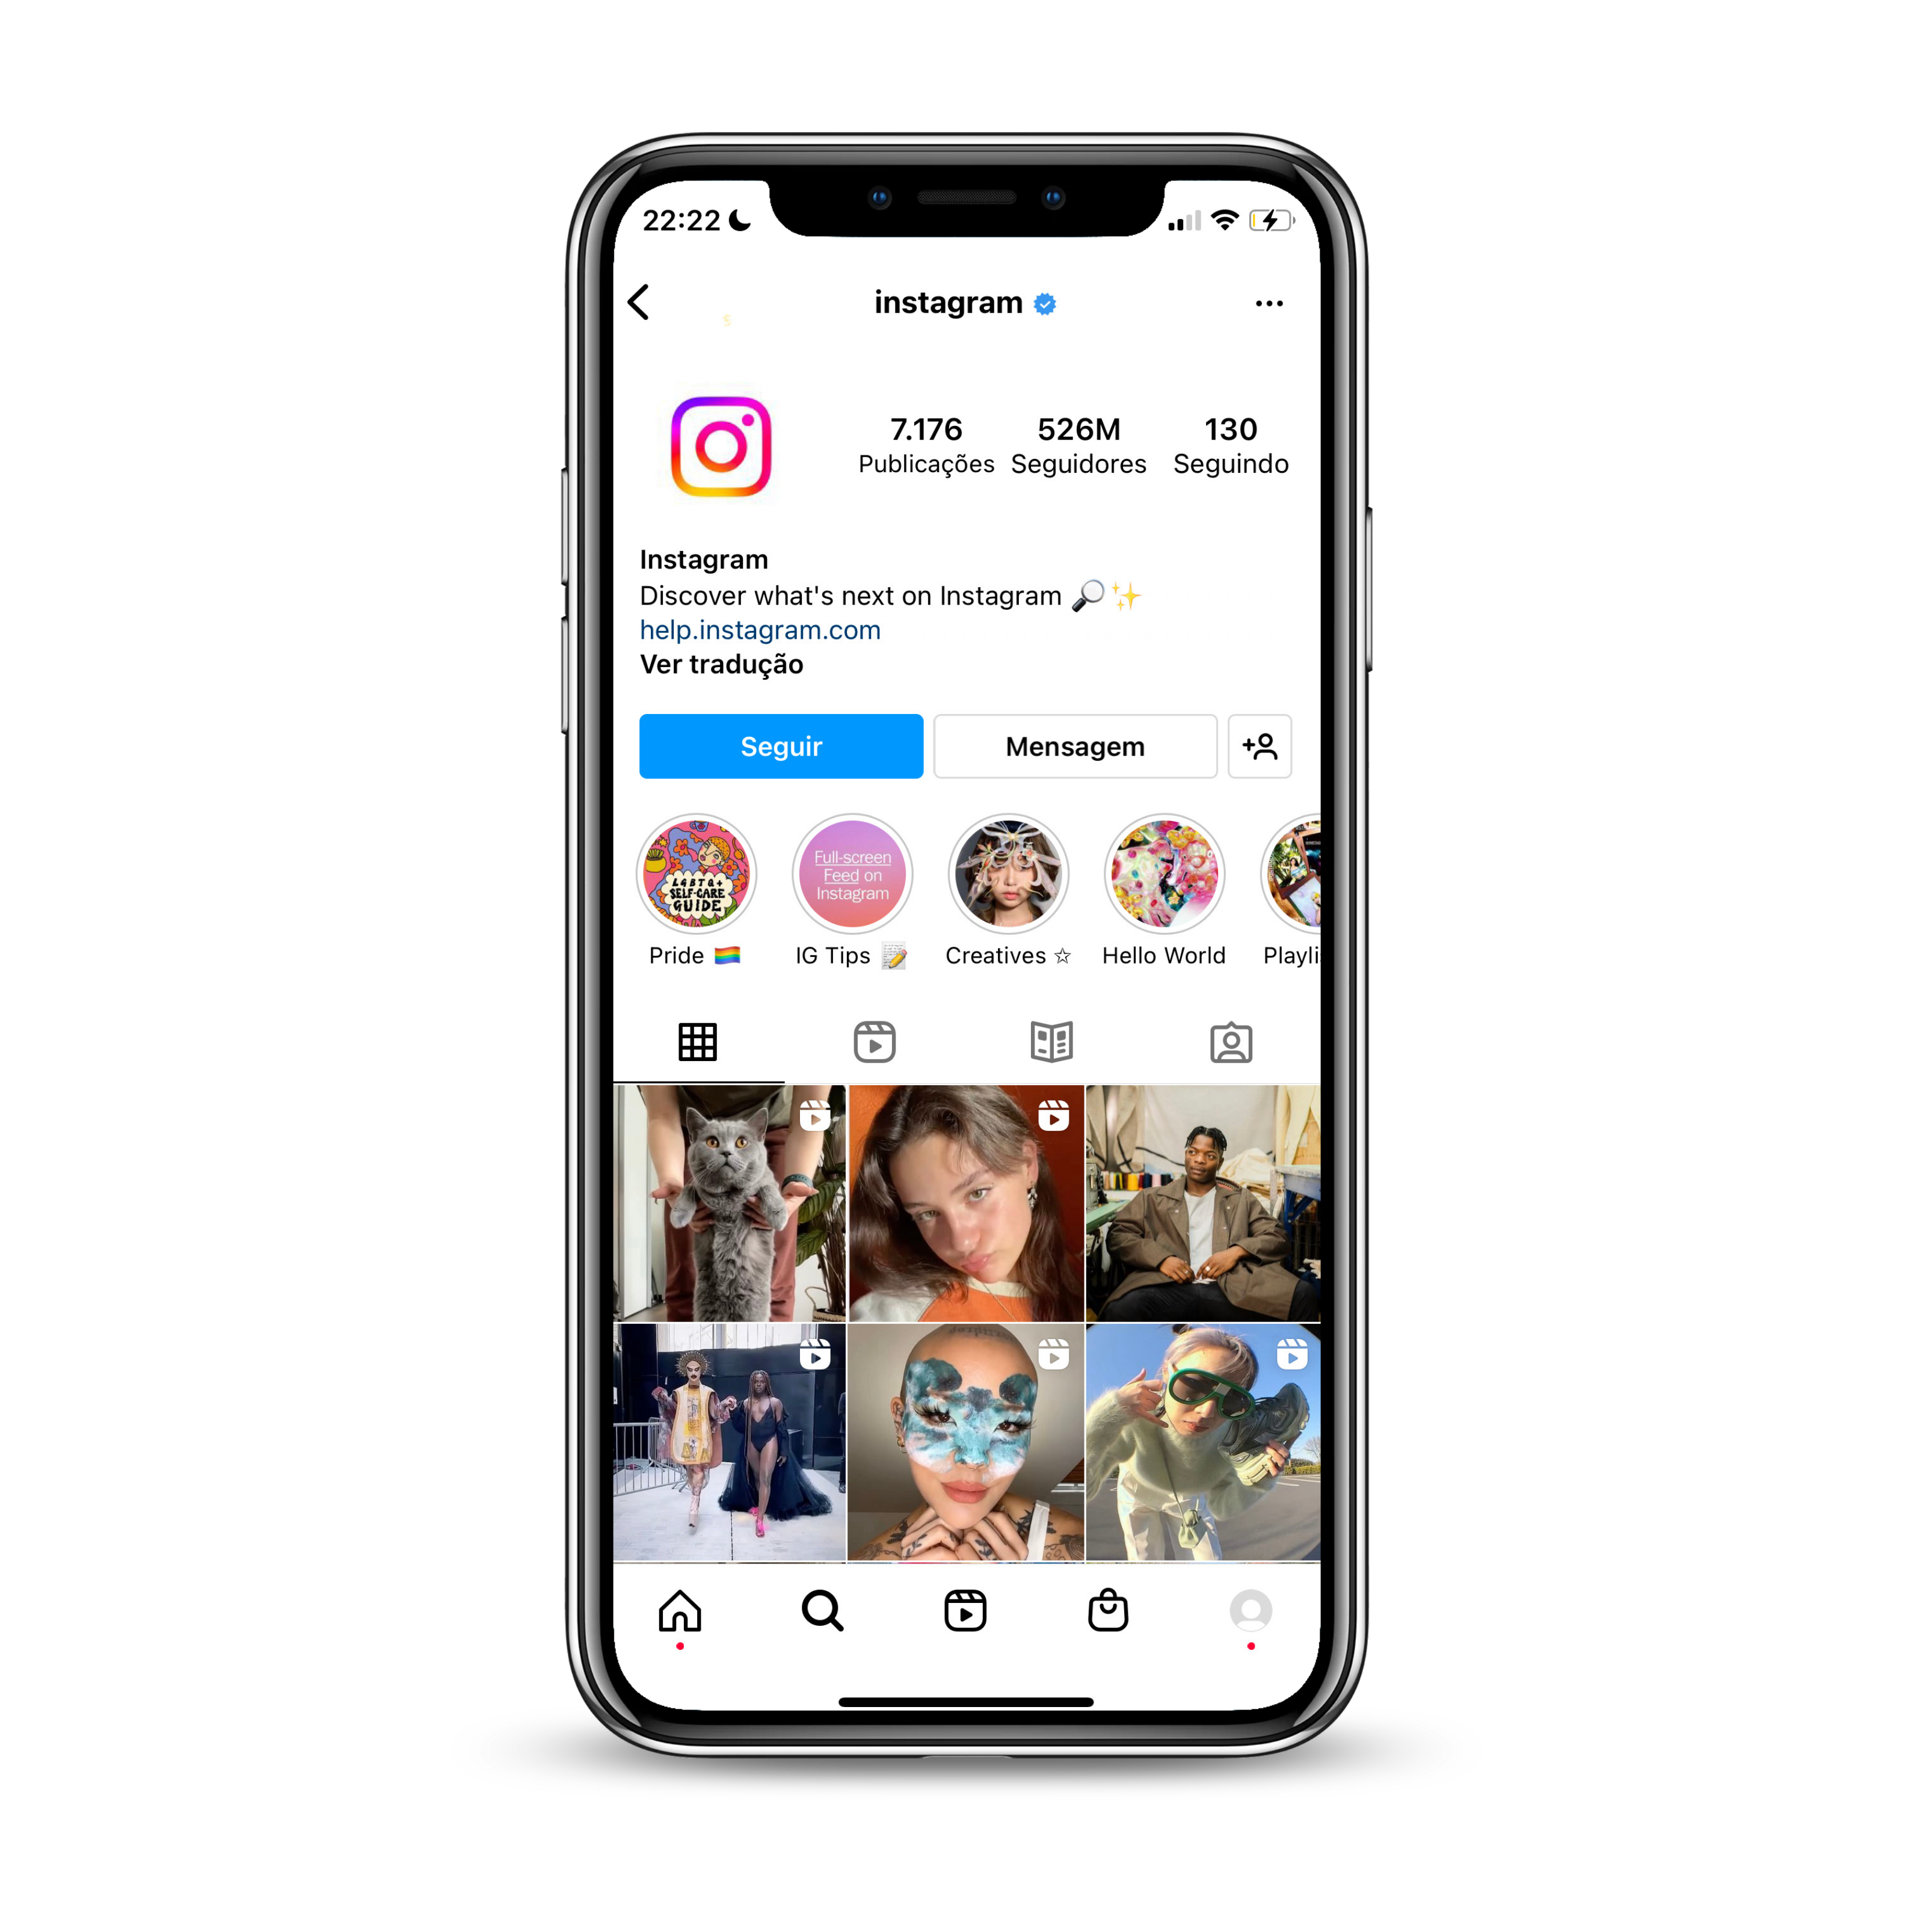 22:22
instagram
7.176 526M 130
Publicações Seguidores Seguindo
Instagram
Discover what's next on Instagram 🔎✨
help.instagram.com
Ver tradução
Seguir Mensagem
LGBTQ+
SELF-CARE
GUIDE
Full-screen
Feed on
Instagram
Pride 🏳️‍🌈 IG Tips 📝 Creatives ☆ Hello World Playli